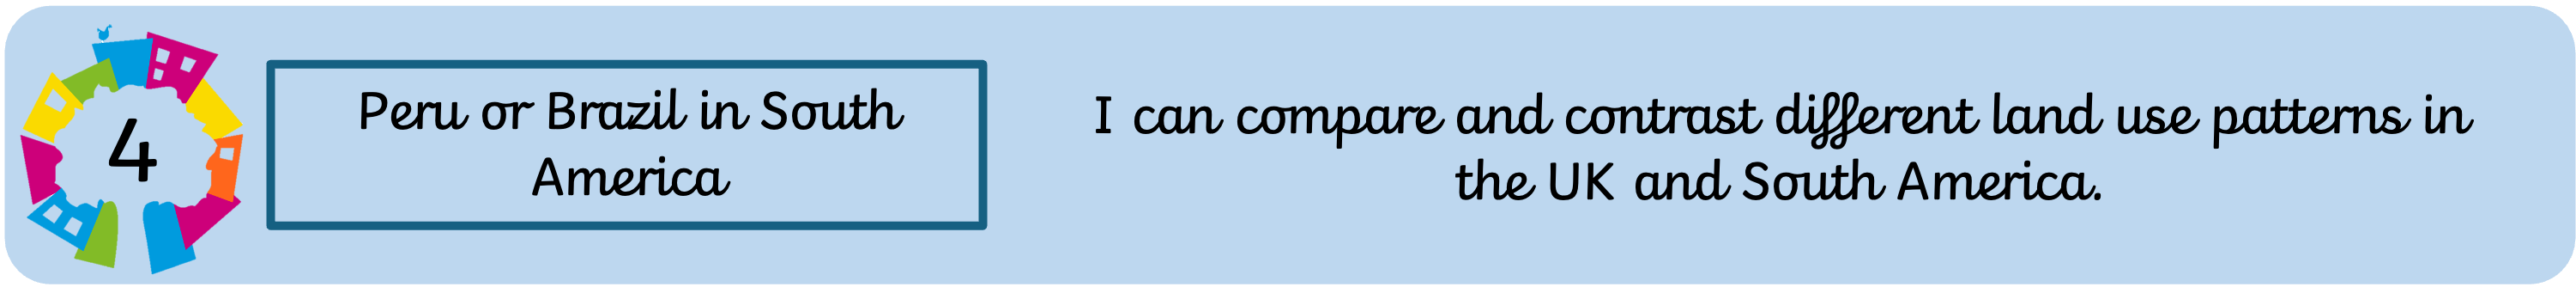 4
Peru or Brazil in South
America
I can compare and contrast different land use patterns in
the UK and South America.